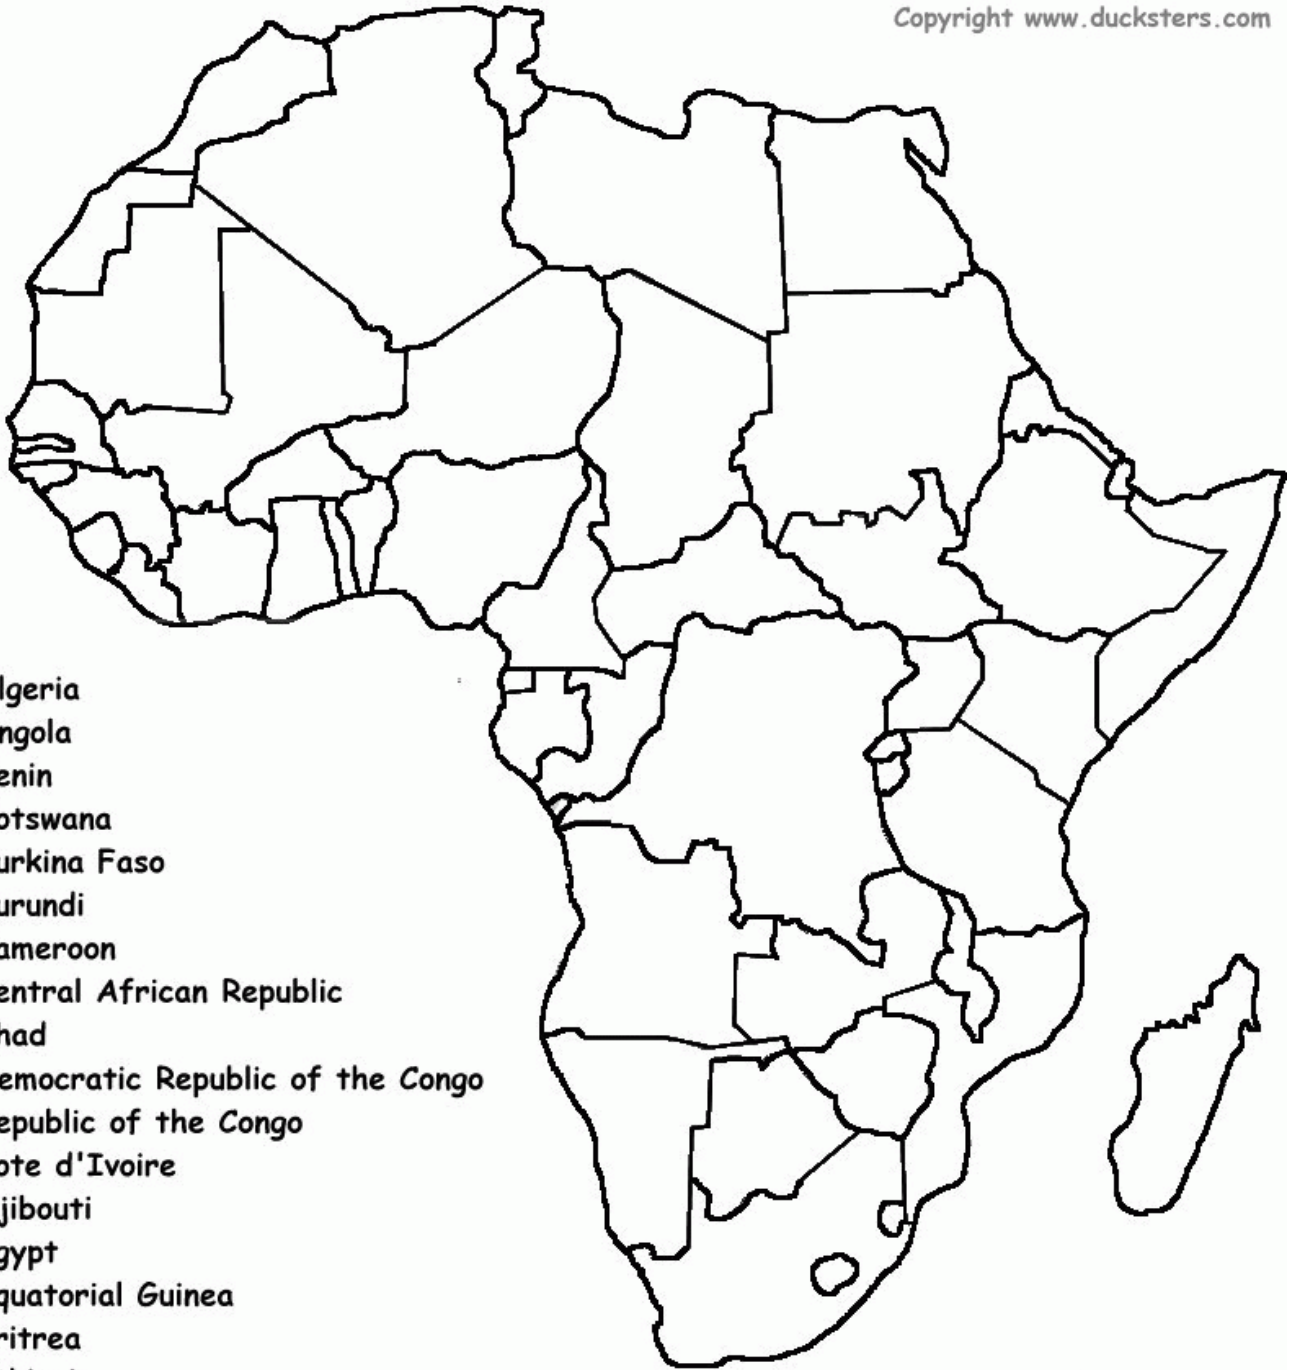 Copyright www.ducksters.com
lgeria
ngola
enin
otswana
urkina Faso
urundi
ameroon
entral African Republic
had
emocratic Republic of the Congo
epublic of the Congo
ote d'Ivoire
jibouti
gypt
quatorial Guinea
ritrea